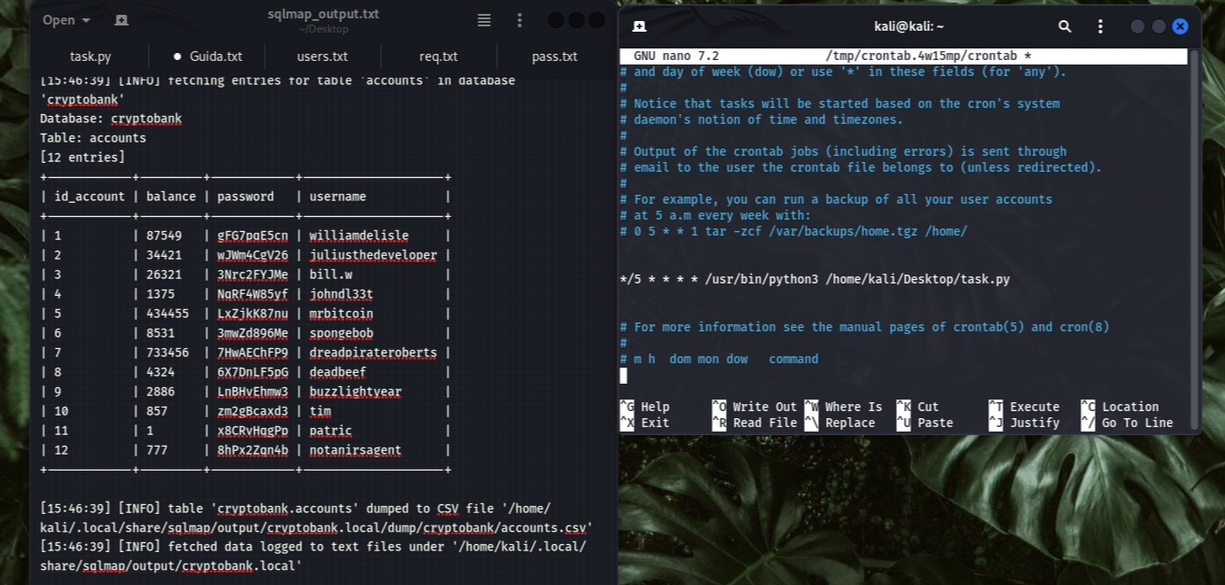 Open
sqlmap_output.txt
~/Desktop
task.py
Guida.txt
users.txt
req.txt
pass.txt
[15:46:39] [INFO] fetching entries for table 'accounts' in database
'cryptobank'
Database: cryptobank
Table: accounts
[12 entries]
+------------+---------+------------+--------------------+
| id_account | balance | password | username |
+------------+---------+------------+--------------------+
| 1 | 87549 | gFG7pqE5cn | williamdelisle |
| 2 | 34421 | wJWm4CgV26 | juliusthedeveloper |
| 3 | 26321 | 3Nrc2FYJMe | bill.w |
| 4 | 1375 | NqRF4W85yf | johndl33t |
| 5 | 434455 | LxZjkK87nu | mrbitcoin |
| 6 | 8531 | 3mwZd896Me | spongebob |
| 7 | 733456 | 7HwAEChFP9 | dreadpirateroberts |
| 8 | 4324 | 6X7DnLF5pG | deadbeef |
| 9 | 2886 | LnBHvEhmw3 | buzzlightyear |
| 10 | 857 | zm2gBcaxd3 | tim |
| 11 | 1 | x8CRvHqgPp | patric |
| 12 | 777 | 8hPx2Zqn4b | notanirsagent |
+------------+---------+------------+--------------------+
[15:46:39] [INFO] table 'cryptobank.accounts' dumped to CSV file '/home/
kali/.local/share/sqlmap/output/cryptobank.local/dump/cryptobank/accounts.csv'
[15:46:39] [INFO] fetched data logged to text files under '/home/kali/.local/
share/sqlmap/output/cryptobank.local'
kali@kali: ~
GNU nano 7.2 /tmp/crontab.4w15mp/crontab *
# and day of week (dow) or use '*' in these fields (for 'any').
#
# Notice that tasks will be started based on the cron's system
# daemon's notion of time and timezones.
#
# Output of the crontab jobs (including errors) is sent through
# email to the user the crontab file belongs to (unless redirected).
#
# For example, you can run a backup of all your user accounts
# at 5 a.m every week with:
# 0 5 * * 1 tar -zcf /var/backups/home.tgz /home/
*/5 * * * * /usr/bin/python3 /home/kali/Desktop/task.py
# For more information see the manual pages of crontab(5) and cron(8)
#
# m h  dom mon dow   command
^G Help ^O Write Out ^W Where Is ^K Cut ^T Execute ^C Location
^X Exit ^R Read File ^\ Replace ^U Paste ^J Justify ^/ Go To Line